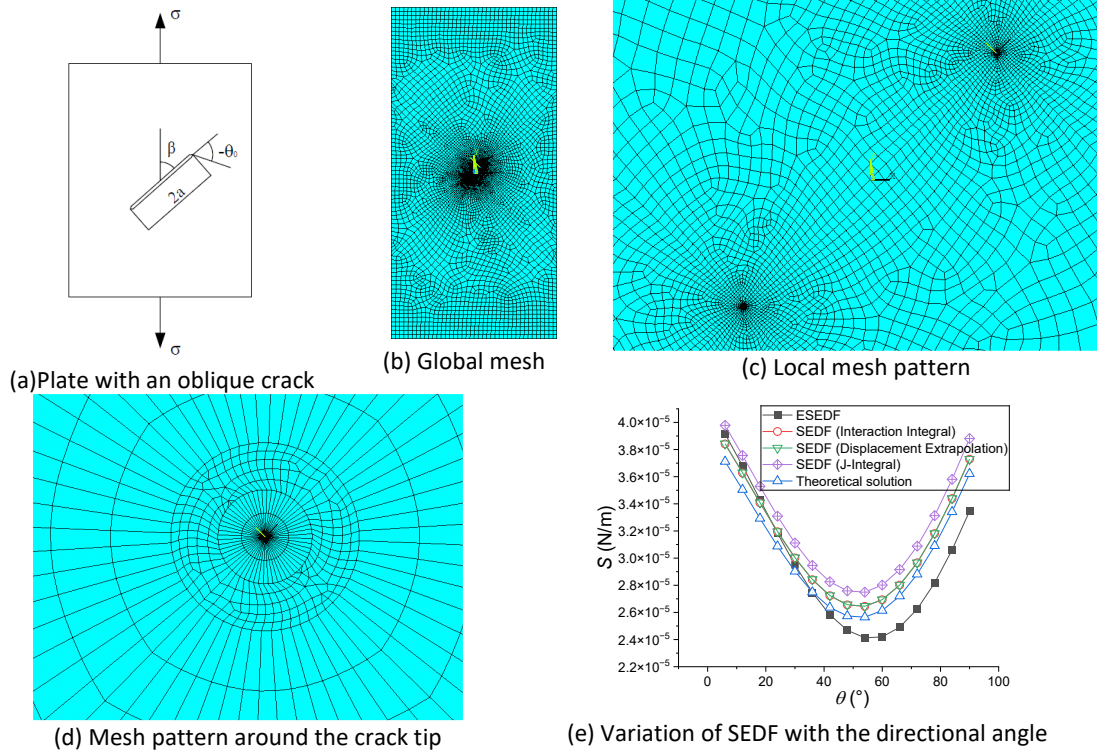 σ
β
-θ₀
2a
σ
(a)Plate with an oblique crack
(b) Global mesh
(c) Local mesh pattern
(d) Mesh pattern around the crack tip
ESEDF
SEDF (Interaction Integral)
SEDF (Displacement Extrapolation)
SEDF (J-Integral)
Theoretical solution
4.0×10⁻⁵
3.8×10⁻⁵
3.6×10⁻⁵
3.4×10⁻⁵
3.2×10⁻⁵
3.0×10⁻⁵
2.8×10⁻⁵
2.6×10⁻⁵
2.4×10⁻⁵
2.2×10⁻⁵
S (N/m)
0 20 40 60 80 100
θ (°)
(e) Variation of SEDF with the directional angle